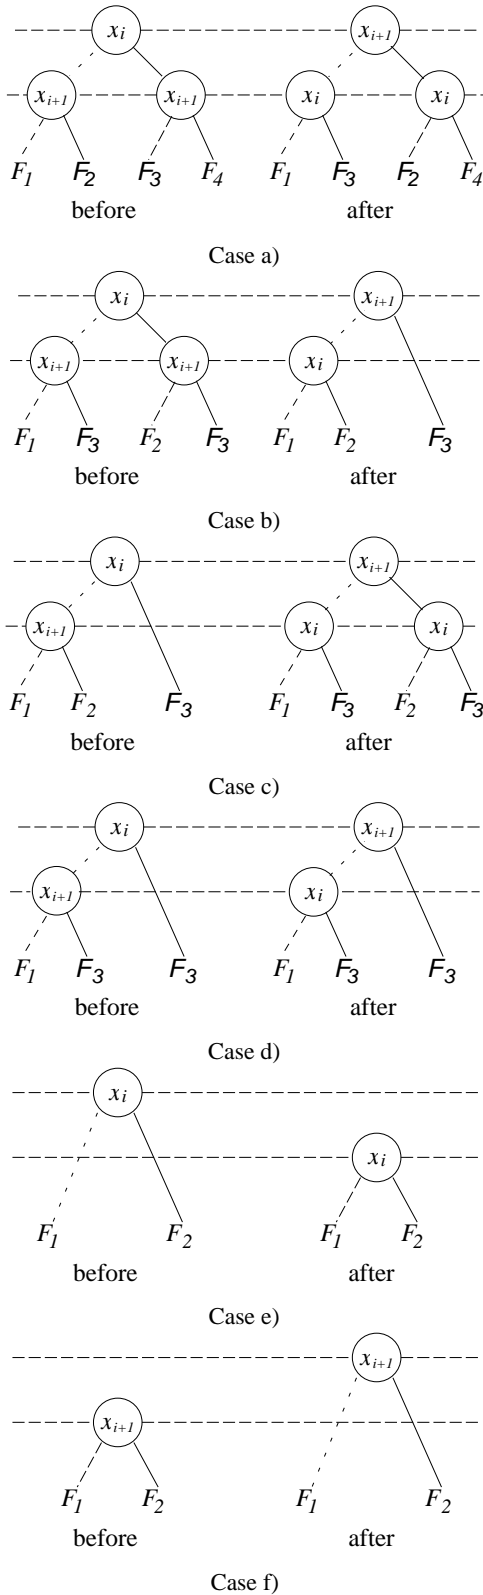 x_i x_{i+1}
x_{i+1} x_{i+1} x_i x_i
F_1 F_2 F_3 F_4 F_1 F_3 F_2 F_4
before after
Case a)
x_i x_{i+1}
x_{i+1} x_{i+1} x_i
F_1 F_3 F_2 F_3 F_1 F_2 F_3
before after
Case b)
x_i x_{i+1}
x_{i+1} x_i x_i
F_1 F_2 F_3 F_1 F_3 F_2 F_3
before after
Case c)
x_i x_{i+1}
x_{i+1} x_i
F_1 F_3 F_3 F_1 F_3 F_3
before after
Case d)
x_i
x_i
F_1 F_2 F_1 F_2
before after
Case e)
x_{i+1}
x_{i+1}
F_1 F_2 F_1 F_2
before after
Case f)